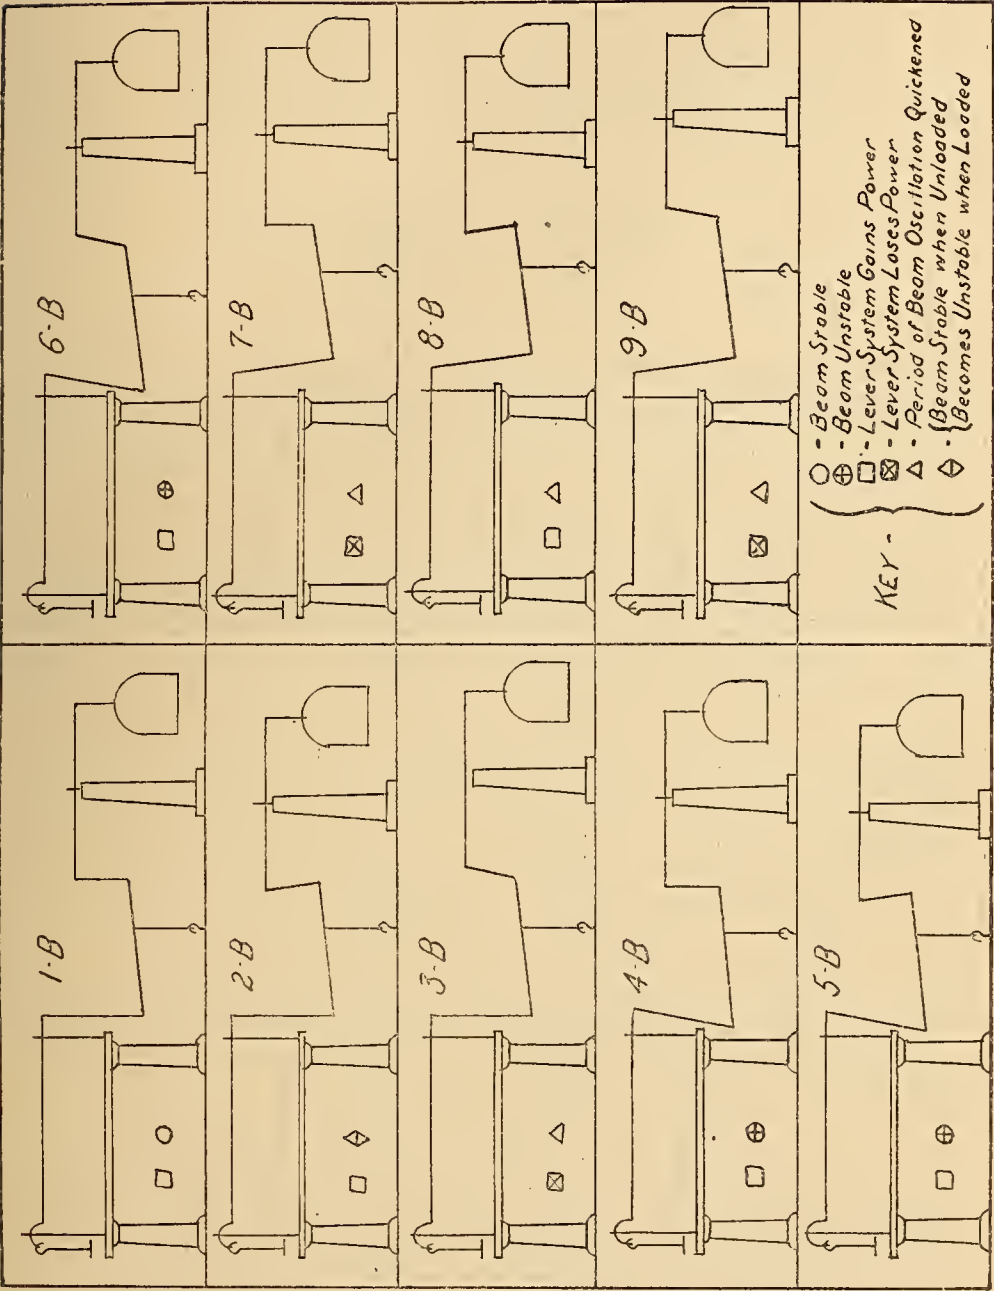 1-B
2-B
3-B
4-B
5-B
6-B
7-B
8-B
9-B
KEY -
- Beam Stable
- Beam Unstable
- Lever System Gains Power
- Lever System Loses Power
- Period of Beam Oscillation Quickened
- {Beam Stable when Unloaded
{Becomes Unstable when Loaded